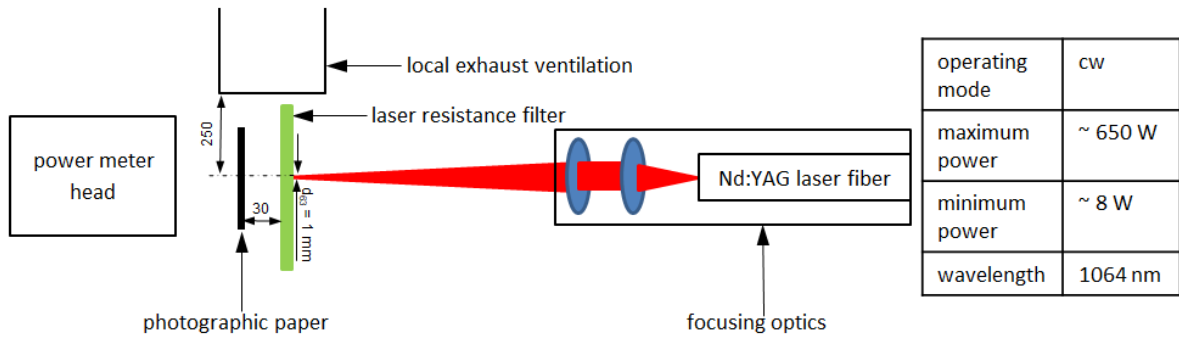 local exhaust ventilation
laser resistance filter
250
power meter
head
30
d63 = 1 mm
Nd:YAG laser fiber
photographic paper
focusing optics
operating mode cw
maximum power ~ 650 W
minimum power ~ 8 W
wavelength 1064 nm